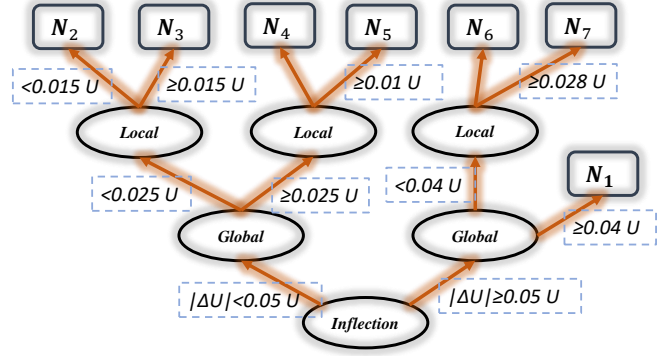 N₂ N₃ N₄ N₅ N₆ N₇
<0.015 U ≥0.015 U ≥0.01 U ≥0.028 U
Local Local Local
<0.025 U ≥0.025 U <0.04 U N₁
Global Global ≥0.04 U
|ΔU|<0.05 U |ΔU|≥0.05 U
Inflection